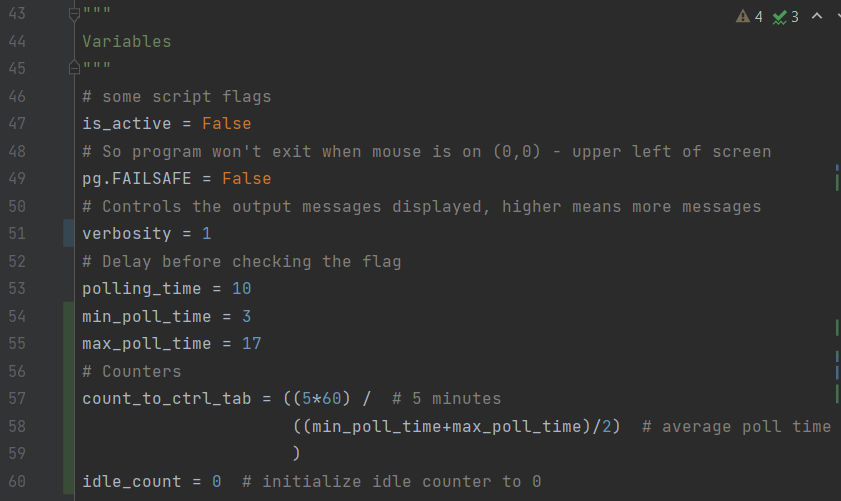 4 3
43 """
44 Variables
45 """
46 # some script flags
47 is_active = False
48 # So program won't exit when mouse is on (0,0) - upper left of screen
49 pg.FAILSAFE = False
50 # Controls the output messages displayed, higher means more messages
51 verbosity = 1
52 # Delay before checking the flag
53 polling_time = 10
54 min_poll_time = 3
55 max_poll_time = 17
56 # Counters
57 count_to_ctrl_tab = ((5*60) /  # 5 minutes
58                      ((min_poll_time+max_poll_time)/2)  # average poll time
59                      )
60 idle_count = 0  # initialize idle counter to 0